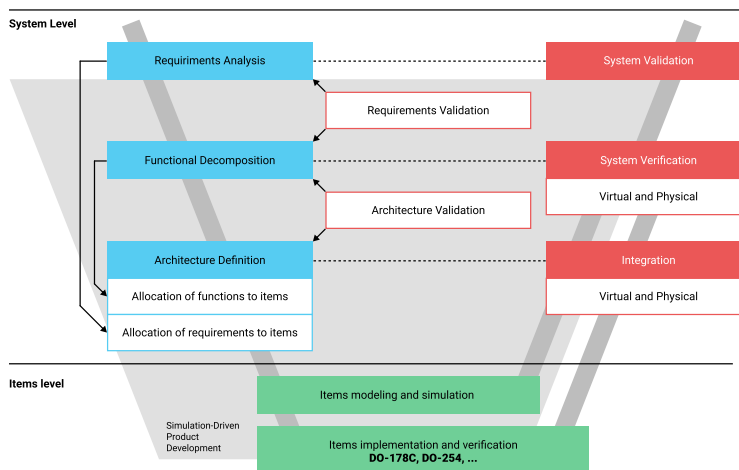 System Level
Requiriments Analysis
System Validation
Requirements Validation
Functional Decomposition
System Verification
Virtual and Physical
Architecture Validation
Architecture Definition
Integration
Allocation of functions to items
Virtual and Physical
Allocation of requirements to items
Items level
Items modeling and simulation
Simulation-Driven
Product
Development
Items implementation and verification
DO-178C, DO-254, ...